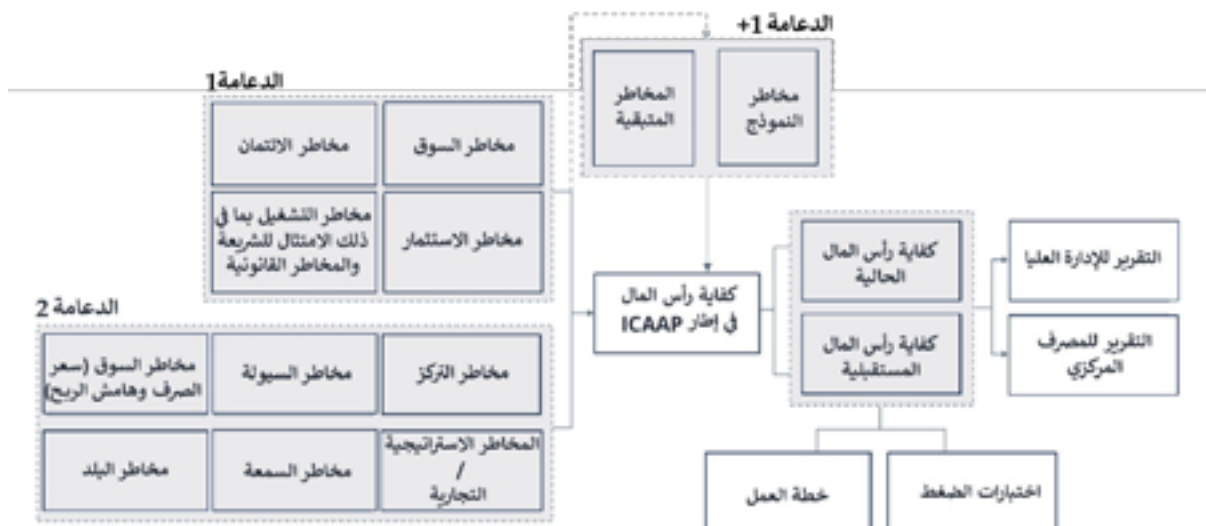 الدعامة 1+
مخاطر
النموذج
المخاطر
المتبقية
الدعامة1
مخاطر السوق
مخاطر الائتمان
مخاطر الاستثمار
مخاطر التشغيل بما في
ذلك الامتثال للشريعة
والمخاطر القانونية
الدعامة 2
مخاطر التركز
مخاطر السيولة
مخاطر السوق (سعر
الصرف وهامش الربح)
المخاطر الاستراتيجية
/
التجارية
مخاطر السمعة
مخاطر البلد
كفاية رأس المال
في إطار ICAAP
كفاية رأس المال
الحالية
كفاية رأس المال
المستقبلية
التقرير للإدارة العليا
التقرير للمصرف
المركزي
اختبارات الضغط
خطة العمل